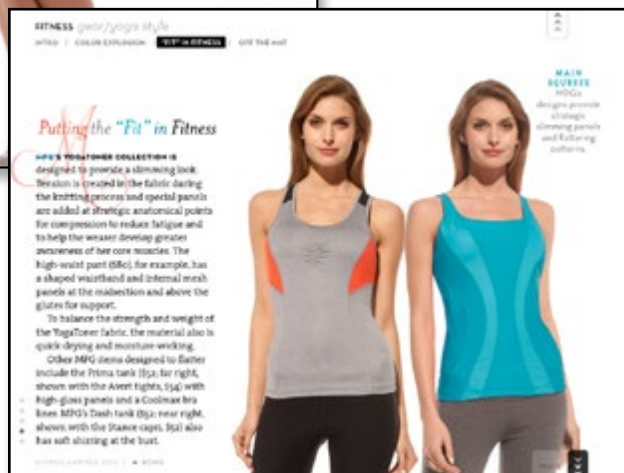 FITNESS gear/yoga style
INTRO | COLOR EXPLOSION "FIT" IN FITNESS OFF THE MAT
MAIN
SQUEEZE
MPG's
designs provide
strategic
slimming panels
and flattering
patterns.
Putting the “Fit” in Fitness
MPG'S YOGATONER COLLECTION IS
designed to provide a slimming look.
Tension is created in the fabric during
the knitting process and special panels
are added at strategic anatomical points
for compression to reduce fatigue and
to help the wearer develop greater
awareness of her core muscles. The
high-waist pant ($80), for example, has
a shaped waistband and internal mesh
panels at the midsection and above the
glutes for support.
To balance the strength and weight of
the YogaToner fabric, the material also is
quick-drying and moisture-wicking.
Other MPG items designed to flatter
include the Prima tank ($52; far right,
shown with the Avert tights, $54) with
high-gloss panels and a Coolmax bra
liner. MPG's Dash tank ($52; near right,
shown with the Stance capri, $52) also
has soft shirring at the bust.
HOME